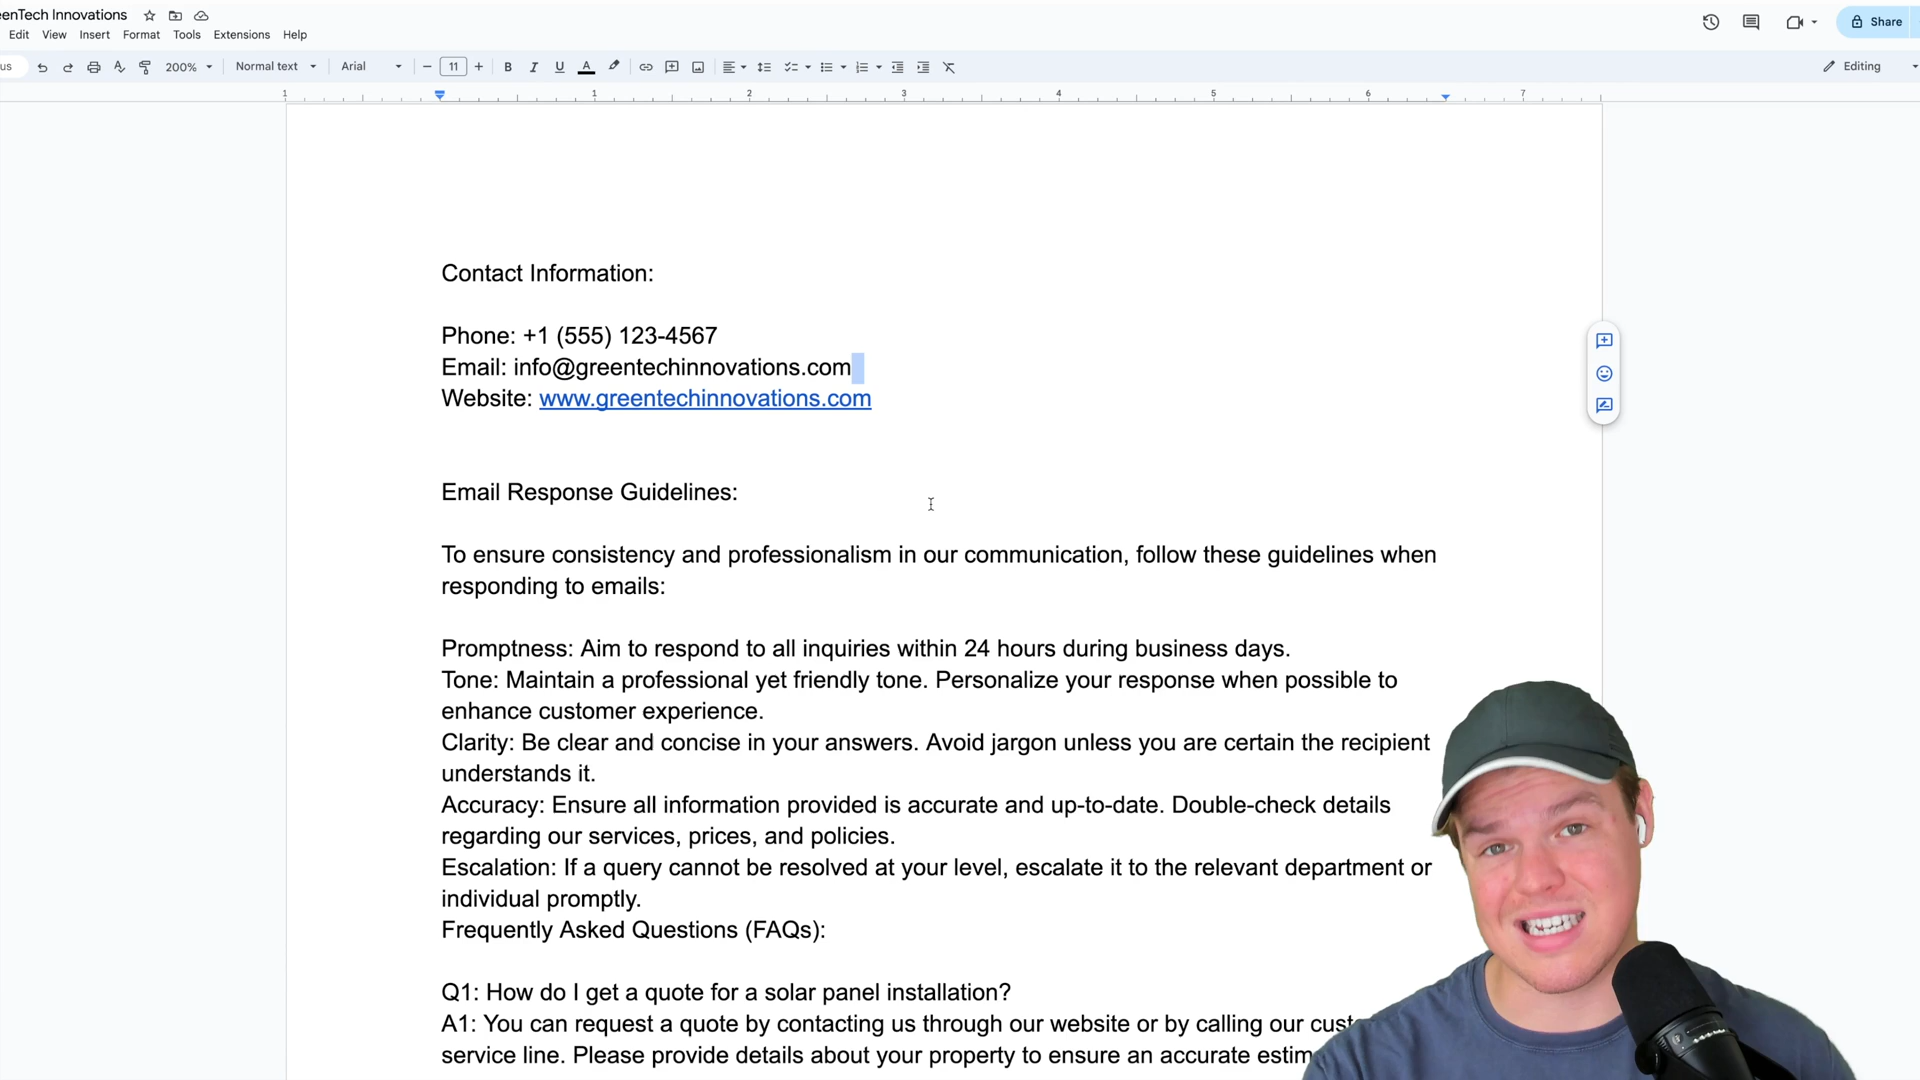 enTech Innovations
Edit View Insert Format Tools Extensions Help
Share
us 200% Normal text Arial 11 B I U A Editing
1 1 2 3 4 5 6 7
Contact Information:
Phone: +1 (555) 123-4567
Email: info@greentechinnovations.com
Website: www.greentechinnovations.com
Email Response Guidelines:
To ensure consistency and professionalism in our communication, follow these guidelines when
responding to emails:
Promptness: Aim to respond to all inquiries within 24 hours during business days.
Tone: Maintain a professional yet friendly tone. Personalize your response when possible to
enhance customer experience.
Clarity: Be clear and concise in your answers. Avoid jargon unless you are certain the recipient
understands it.
Accuracy: Ensure all information provided is accurate and up-to-date. Double-check details
regarding our services, prices, and policies.
Escalation: If a query cannot be resolved at your level, escalate it to the relevant department or
individual promptly.
Frequently Asked Questions (FAQs):
Q1: How do I get a quote for a solar panel installation?
A1: You can request a quote by contacting us through our website or by calling our cust
service line. Please provide details about your property to ensure an accurate estim